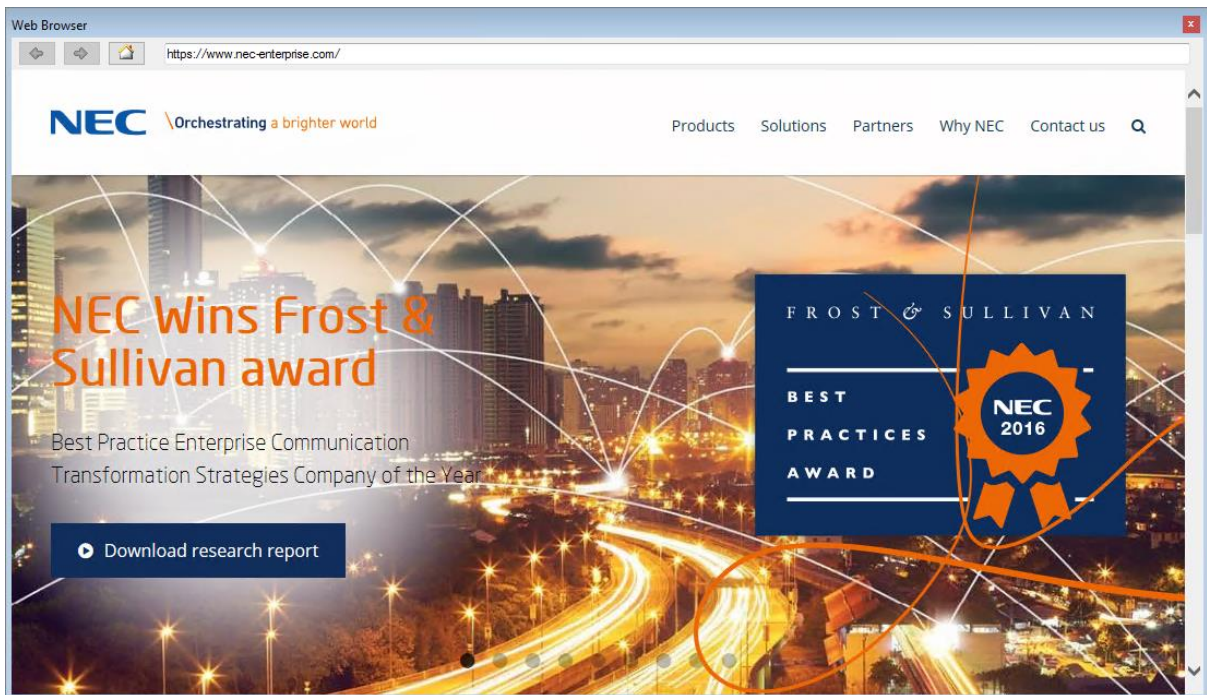 Web Browser
x
https://www.nec-enterprise.com/
NEC \Orchestrating a brighter world
Products Solutions Partners Why NEC Contact us
NEC Wins Frost &
Sullivan award
Best Practice Enterprise Communication
Transformation Strategies Company of the Year
Download research report
FROST & SULLIVAN
BEST
PRACTICES
AWARD
NEC
2016